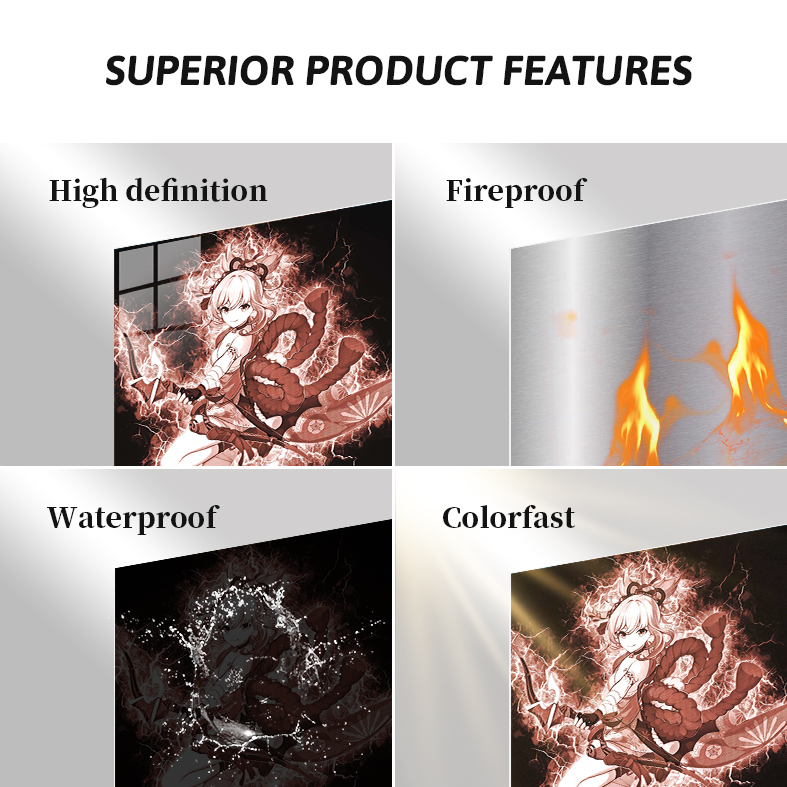 SUPERIOR PRODUCT FEATURES
High definition
Fireproof
Waterproof
Colorfast